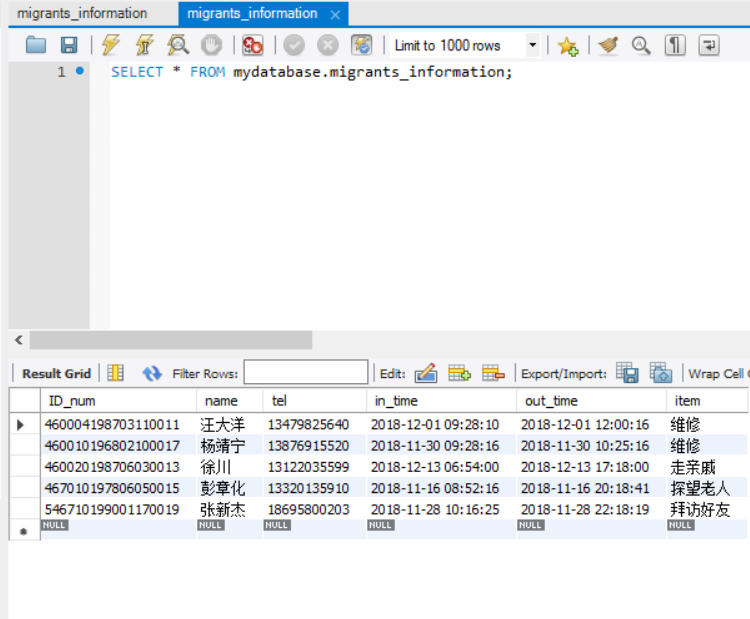 migrants_information migrants_information
Limit to 1000 rows
1 SELECT * FROM mydatabase.migrants_information;
Result Grid Filter Rows: Edit: Export/Import: Wrap Cell
ID_num name tel in_time out_time item
460004198703110011 汪大洋 13479825640 2018-12-01 09:28:10 2018-12-01 12:00:16 维修
460010196802100017 杨靖宁 13876915520 2018-11-30 09:28:16 2018-11-30 10:25:16 维修
460020198706030013 徐川 13122035599 2018-12-13 06:54:00 2018-12-13 17:18:00 走亲戚
467010197806050015 彭章化 13320135910 2018-11-16 08:52:16 2018-11-16 20:18:41 探望老人
546710199001170019 张新杰 18695800203 2018-11-28 10:16:25 2018-11-28 22:18:19 拜访好友
NULL NULL NULL NULL NULL NULL